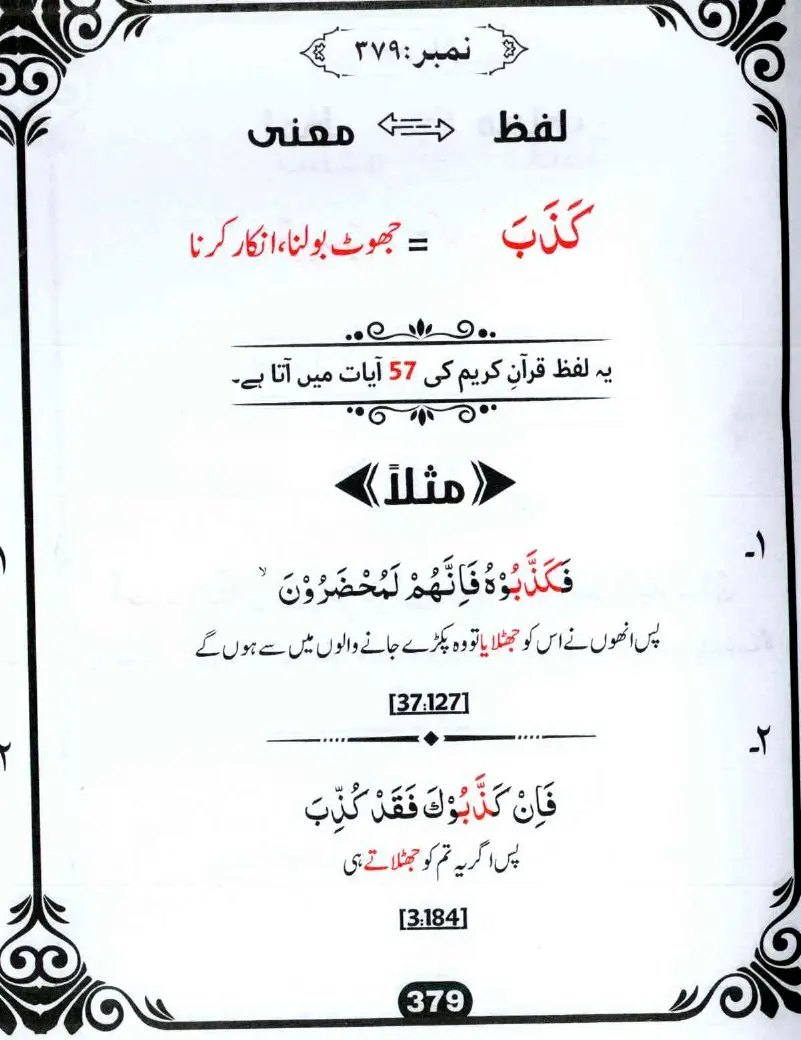 نمبر: ۳۷۹
لفظ ⇐⇒ معنی
کَذَبَ = جھوٹ بولنا، انکار کرنا
یہ لفظ قرآنِ کریم کی 57 آیات میں آتا ہے۔
مثلاً
۱۔
فَكَذَّبُوْهُ فَاِنَّهُمْ لَمُحْضَرُوْنَ ۙ
پس انھوں نے اس کو جھٹلایا تو وہ پکڑے جانے والوں میں سے ہوں گے
[37:127]
۲۔
فَاِنْ كَذَّبُوْكَ فَقَدْ كُذِّبَ
پس اگر یہ تم کو جھٹلاتے ہی
[3:184]
379